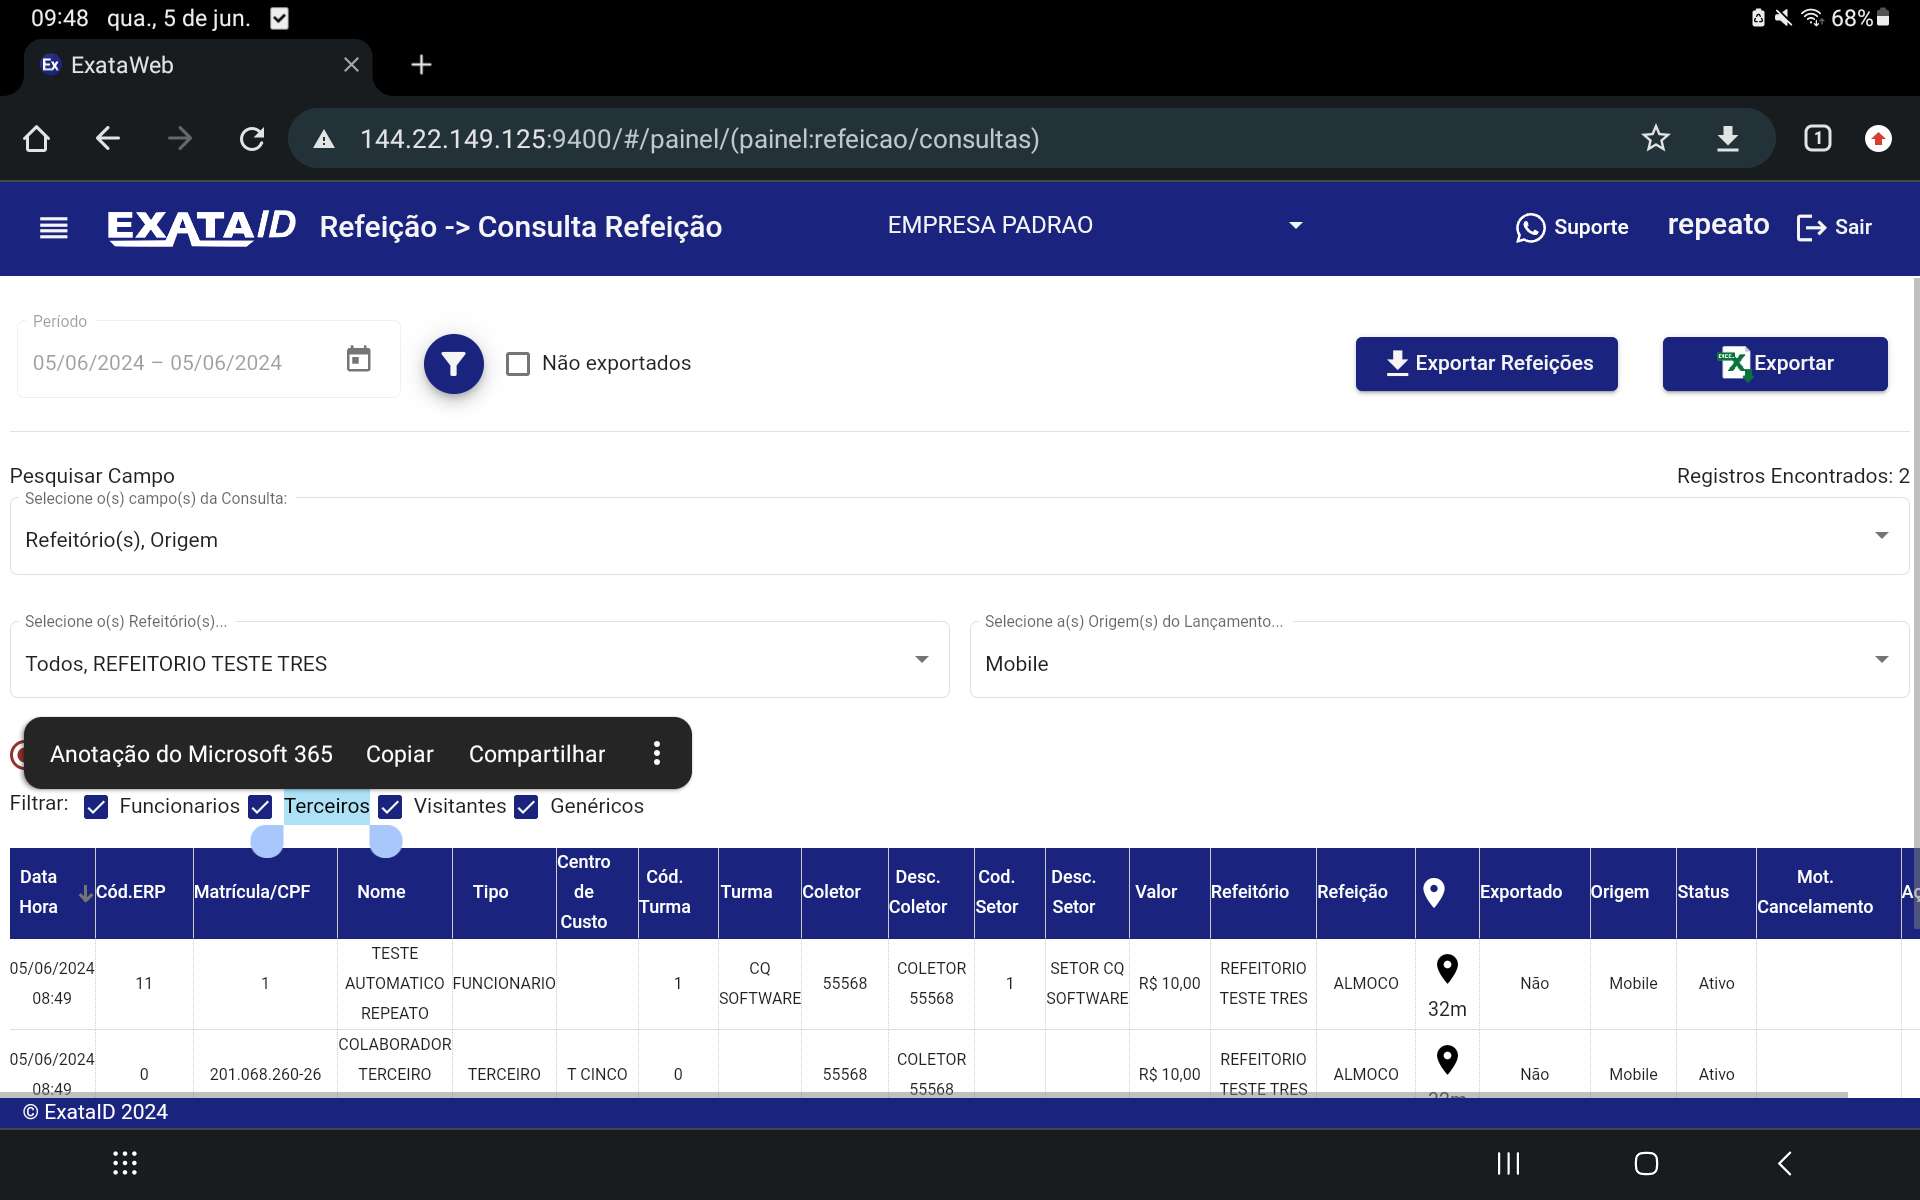 09:48 qua., 5 de jun. 68%
Ex ExataWeb
144.22.149.125:9400/#/painel/(painel:refeicao/consultas) 1
EXATA/ID Refeição -> Consulta Refeição EMPRESA PADRAO Suporte repeato Sair
Período
05/06/2024 – 05/06/2024 Não exportados Exportar Refeições Exportar
Pesquisar Campo Registros Encontrados: 2
Selecione o(s) campo(s) da Consulta:
Refeitório(s), Origem
Selecione o(s) Refeitório(s)... Selecione a(s) Origem(s) do Lançamento...
Todos, REFEITORIO TESTE TRES Mobile
Anotação do Microsoft 365 Copiar Compartilhar
Filtrar: Funcionarios Terceiros Visitantes Genéricos
Data Hora Cód.ERP Matrícula/CPF Nome Tipo Centro de Custo Cód. Turma Turma Coletor Desc. Coletor Cod. Setor Desc. Setor Valor Refeitório Refeição Exportado Origem Status Mot. Cancelamento
05/06/2024 08:49 11 1 TESTE AUTOMATICO REPEATO FUNCIONARIO 1 CQ SOFTWARE 55568 COLETOR 55568 1 SETOR CQ SOFTWARE R$ 10,00 REFEITORIO TESTE TRES ALMOCO 32m Não Mobile Ativo
05/06/2024 08:49 0 201.068.260-26 COLABORADOR TERCEIRO TERCEIRO T CINCO 0 55568 COLETOR 55568 R$ 10,00 REFEITORIO TESTE TRES ALMOCO Não Mobile Ativo
© ExataID 2024